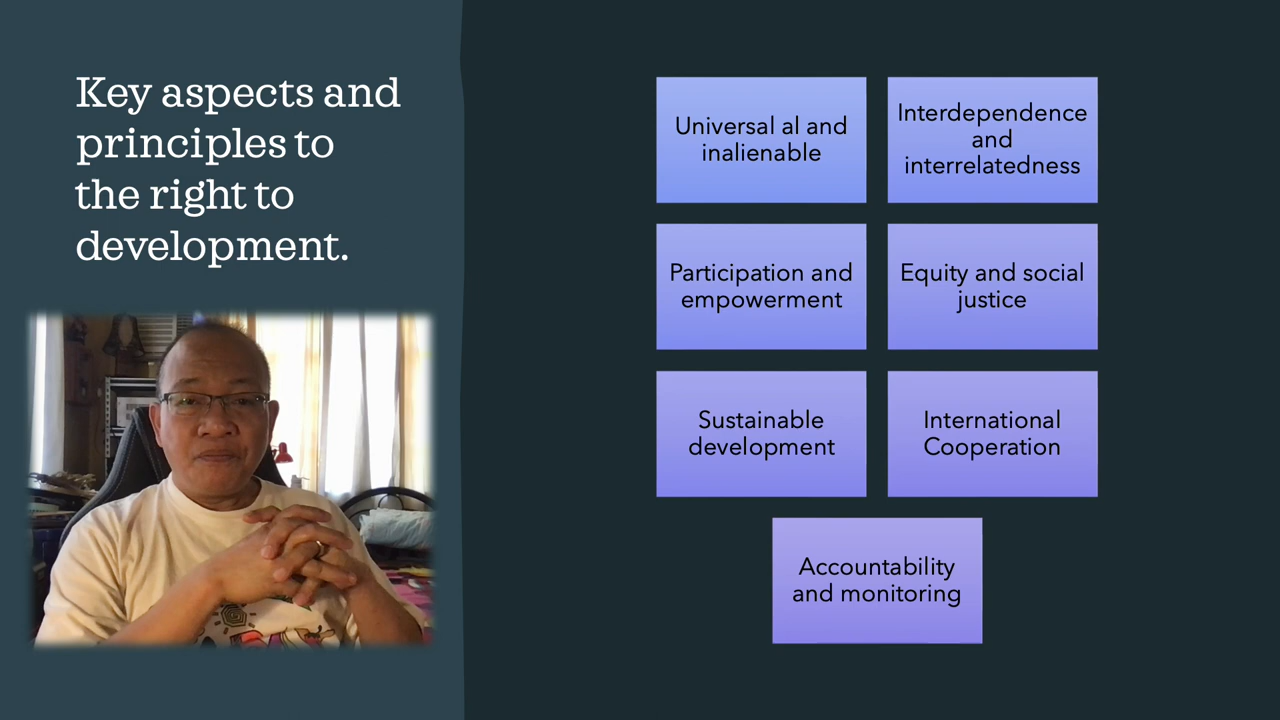 Key aspects and
principles to
the right to
development.
Universal al and
inalienable
Interdependence
and
interrelatedness
Participation and
empowerment
Equity and social
justice
Sustainable
development
International
Cooperation
Accountability
and monitoring